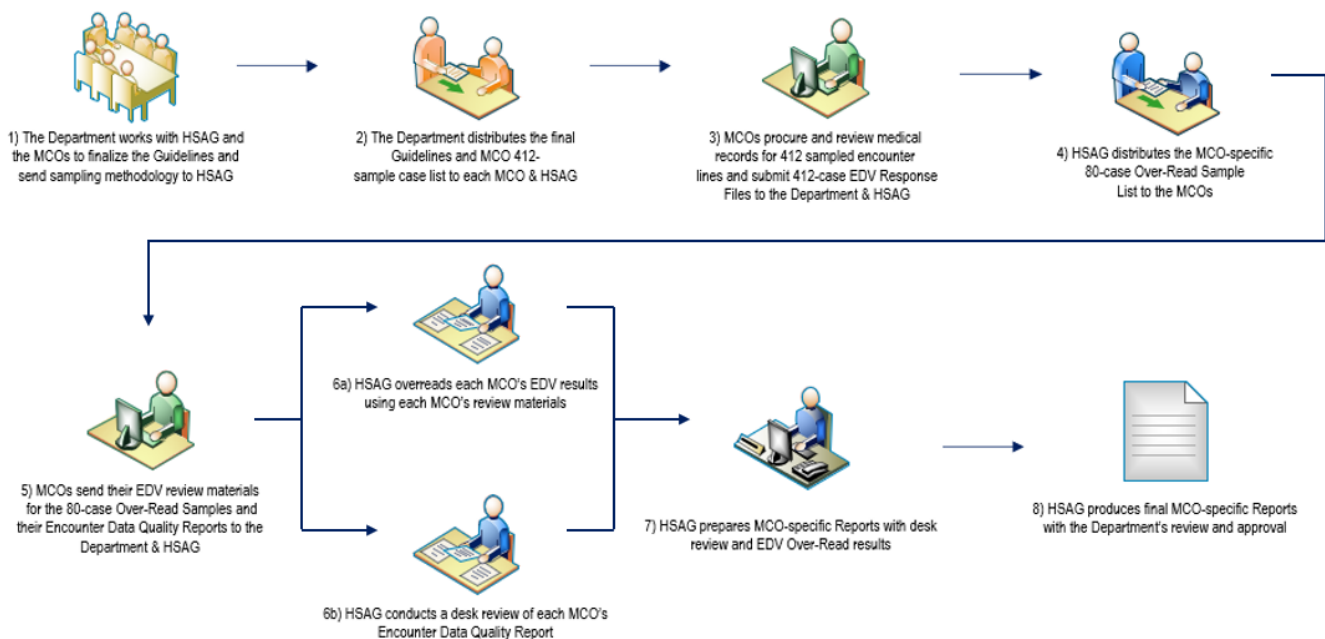 1) The Department works with HSAG and
the MCOs to finalize the Guidelines and
send sampling methodology to HSAG
2) The Department distributes the final
Guidelines and MCO 412-
sample case list to each MCO & HSAG
3) MCOs procure and review medical
records for 412 sampled encounter
lines and submit 412-case EDV Response
Files to the Department & HSAG
4) HSAG distributes the MCO-specific
80-case Over-Read Sample
List to the MCOs
5) MCOs send their EDV review materials
for the 80-case Over-Read Samples and
their Encounter Data Quality Reports to the
Department & HSAG
6a) HSAG overreads each MCO's EDV results
using each MCO's review materials
6b) HSAG conducts a desk review of each MCO's
Encounter Data Quality Report
7) HSAG prepares MCO-specific Reports with desk
review and EDV Over-Read results
8) HSAG produces final MCO-specific Reports
with the Department's review and approval